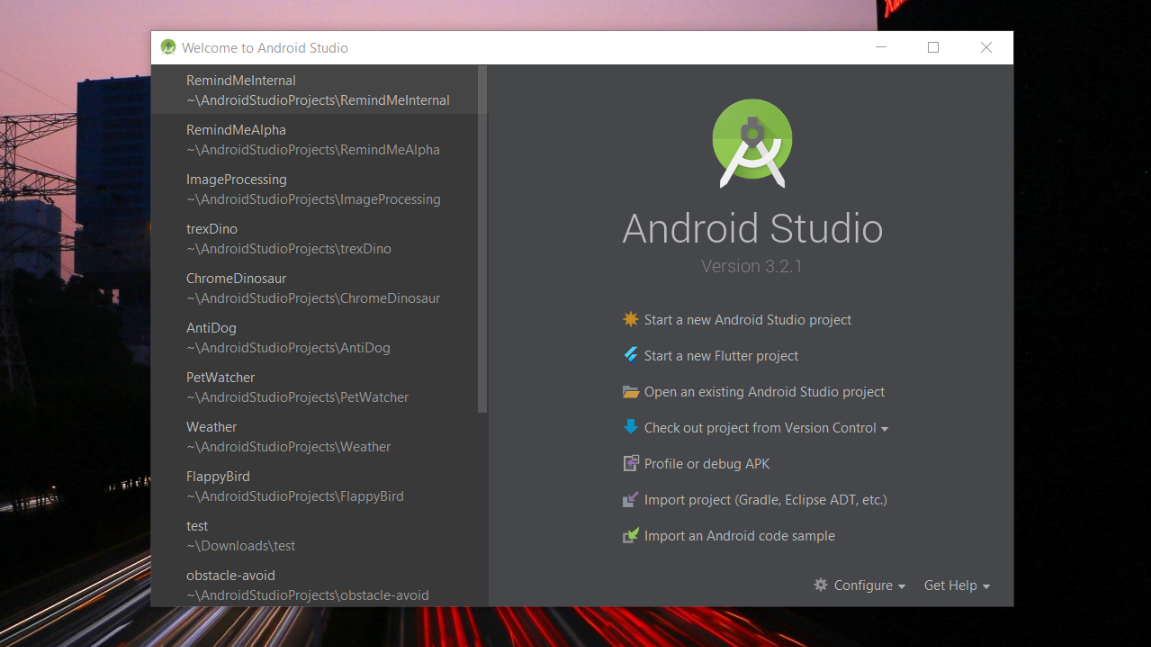 Welcome to Android Studio
RemindMeInternal
~\AndroidStudioProjects\RemindMeInternal
RemindMeAlpha
~\AndroidStudioProjects\RemindMeAlpha
ImageProcessing
~\AndroidStudioProjects\ImageProcessing
trexDino
~\AndroidStudioProjects\trexDino
ChromeDinosaur
~\AndroidStudioProjects\ChromeDinosaur
AntiDog
~\AndroidStudioProjects\AntiDog
PetWatcher
~\AndroidStudioProjects\PetWatcher
Weather
~\AndroidStudioProjects\Weather
FlappyBird
~\AndroidStudioProjects\FlappyBird
test
~\Downloads\test
obstacle-avoid
~\AndroidStudioProjects\obstacle-avoid
Android Studio
Version 3.2.1
Start a new Android Studio project
Start a new Flutter project
Open an existing Android Studio project
Check out project from Version Control
Profile or debug APK
Import project (Gradle, Eclipse ADT, etc.)
Import an Android code sample
Configure
Get Help